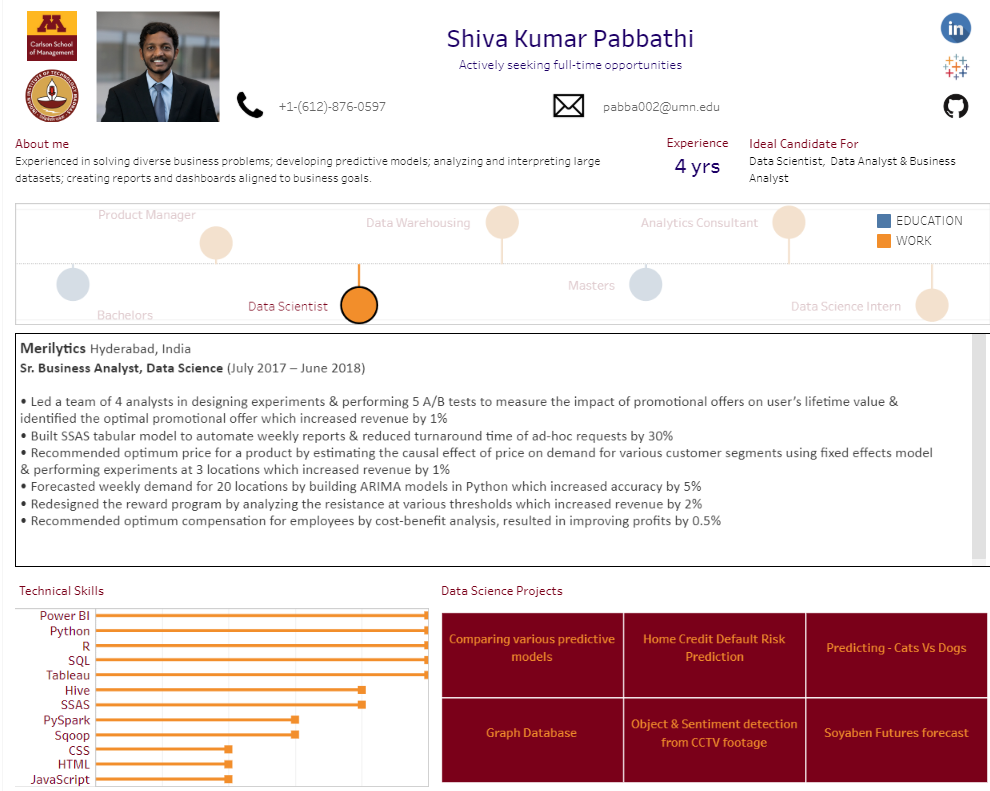 M
Carlson School
of Management
Shiva Kumar Pabbathi
Actively seeking full-time opportunities
in
+1-(612)-876-0597
pabba002@umn.edu
About me
Experienced in solving diverse business problems; developing predictive models; analyzing and interpreting large
datasets; creating reports and dashboards aligned to business goals.
Experience
4 yrs
Ideal Candidate For
Data Scientist, Data Analyst & Business
Analyst
Product Manager
Data Warehousing
Analytics Consultant
EDUCATION
WORK
Bachelors
Data Scientist
Masters
Data Science Intern
Merilytics Hyderabad, India
Sr. Business Analyst, Data Science (July 2017 – June 2018)
• Led a team of 4 analysts in designing experiments & performing 5 A/B tests to measure the impact of promotional offers on user's lifetime value &
identified the optimal promotional offer which increased revenue by 1%
• Built SSAS tabular model to automate weekly reports & reduced turnaround time of ad-hoc requests by 30%
• Recommended optimum price for a product by estimating the causal effect of price on demand for various customer segments using fixed effects model
& performing experiments at 3 locations which increased revenue by 1%
• Forecasted weekly demand for 20 locations by building ARIMA models in Python which increased accuracy by 5%
• Redesigned the reward program by analyzing the resistance at various thresholds which increased revenue by 2%
• Recommended optimum compensation for employees by cost-benefit analysis, resulted in improving profits by 0.5%
Technical Skills
Power BI
Python
R
SQL
Tableau
Hive
SSAS
PySpark
Sqoop
CSS
HTML
JavaScript
Data Science Projects
Comparing various predictive
models
Home Credit Default Risk
Prediction
Predicting - Cats Vs Dogs
Graph Database
Object & Sentiment detection
from CCTV footage
Soyaben Futures forecast